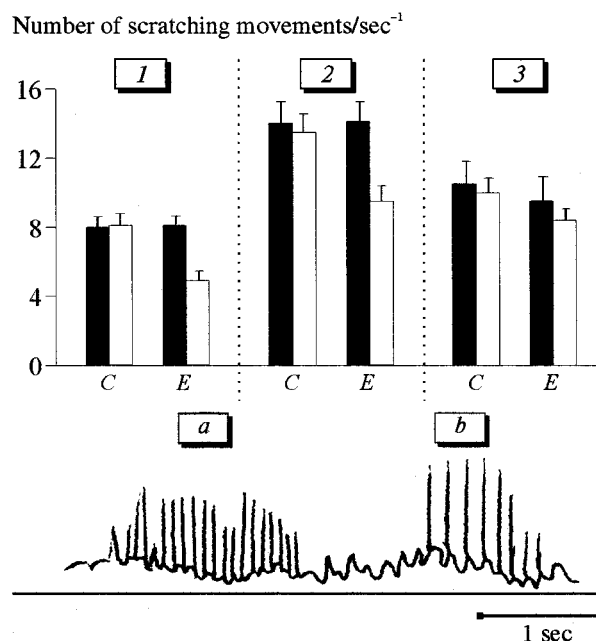 Number of scratching movements/sec⁻¹
1 2 3
16
12
8
4
0
C E C E C E
a b
1 sec